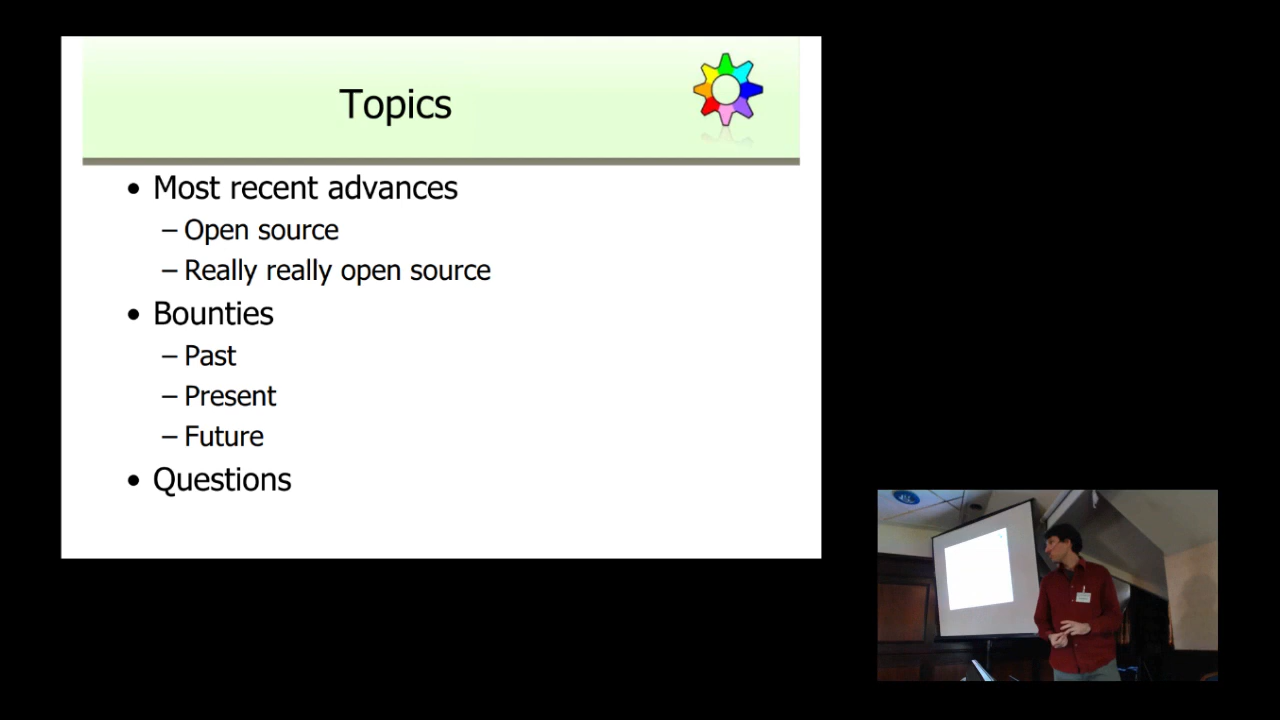 Topics
• Most recent advances
– Open source
– Really really open source
• Bounties
– Past
– Present
– Future
• Questions